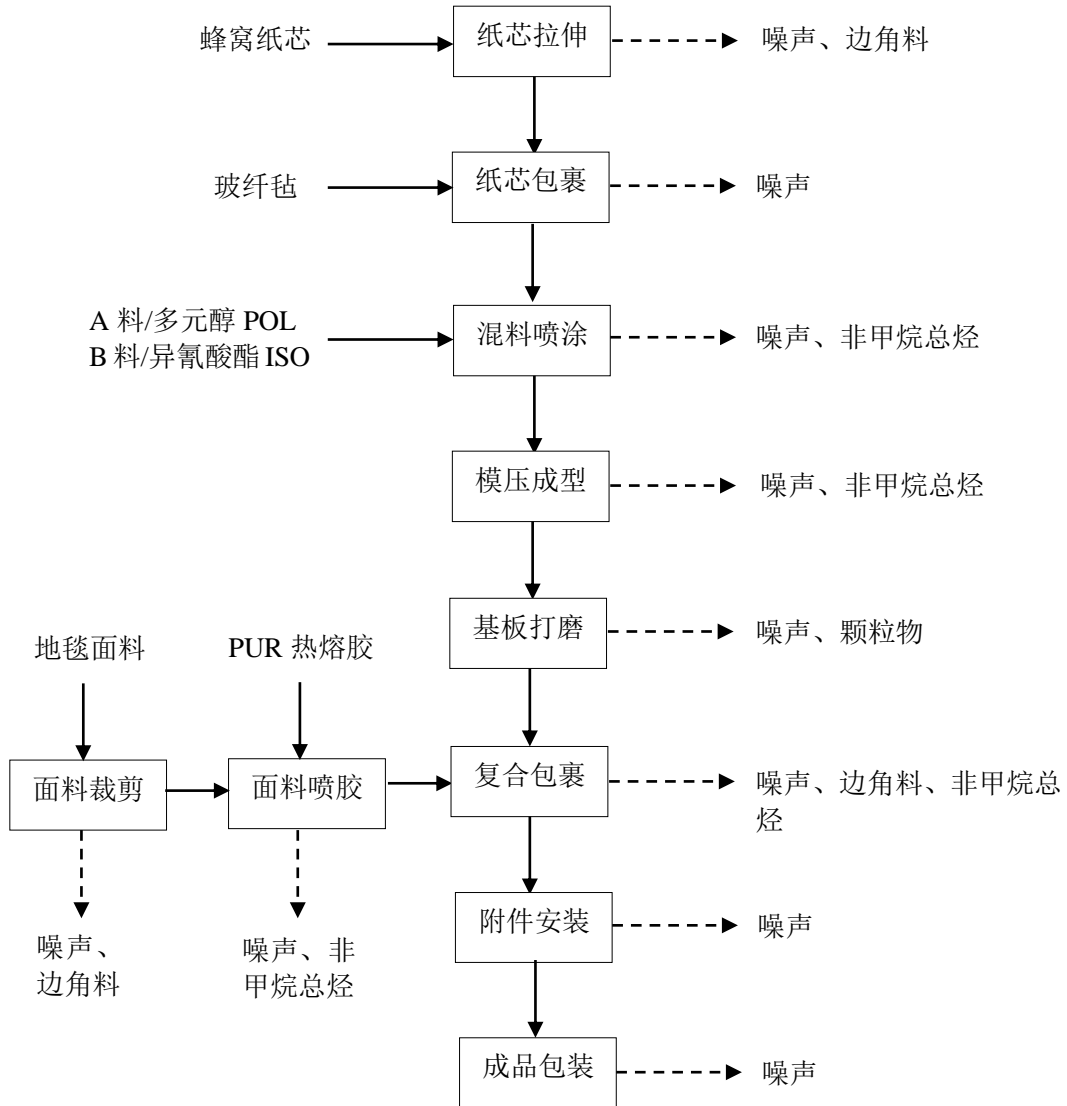 蜂窝纸芯
纸芯拉伸
噪声、边角料
玻纤毡
纸芯包裹
噪声
A 料/多元醇 POL
B 料/异氰酸酯 ISO
混料喷涂
噪声、非甲烷总烃
模压成型
噪声、非甲烷总烃
基板打磨
噪声、颗粒物
地毯面料
PUR 热熔胶
面料裁剪
面料喷胶
复合包裹
噪声、边角料、非甲烷总
烃
附件安装
噪声
噪声、
边角料
噪声、非
甲烷总烃
成品包装
噪声